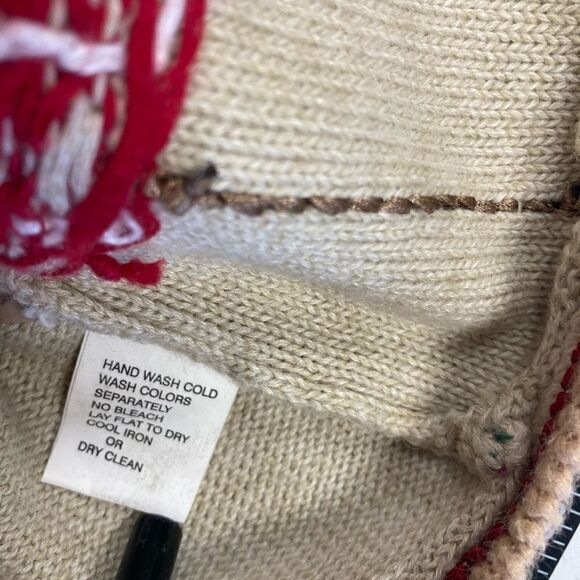 HAND WASH COLD
WASH COLORS
SEPARATELY
NO BLEACH
LAY FLAT TO DRY
COOL IRON
OR
DRY CLEAN